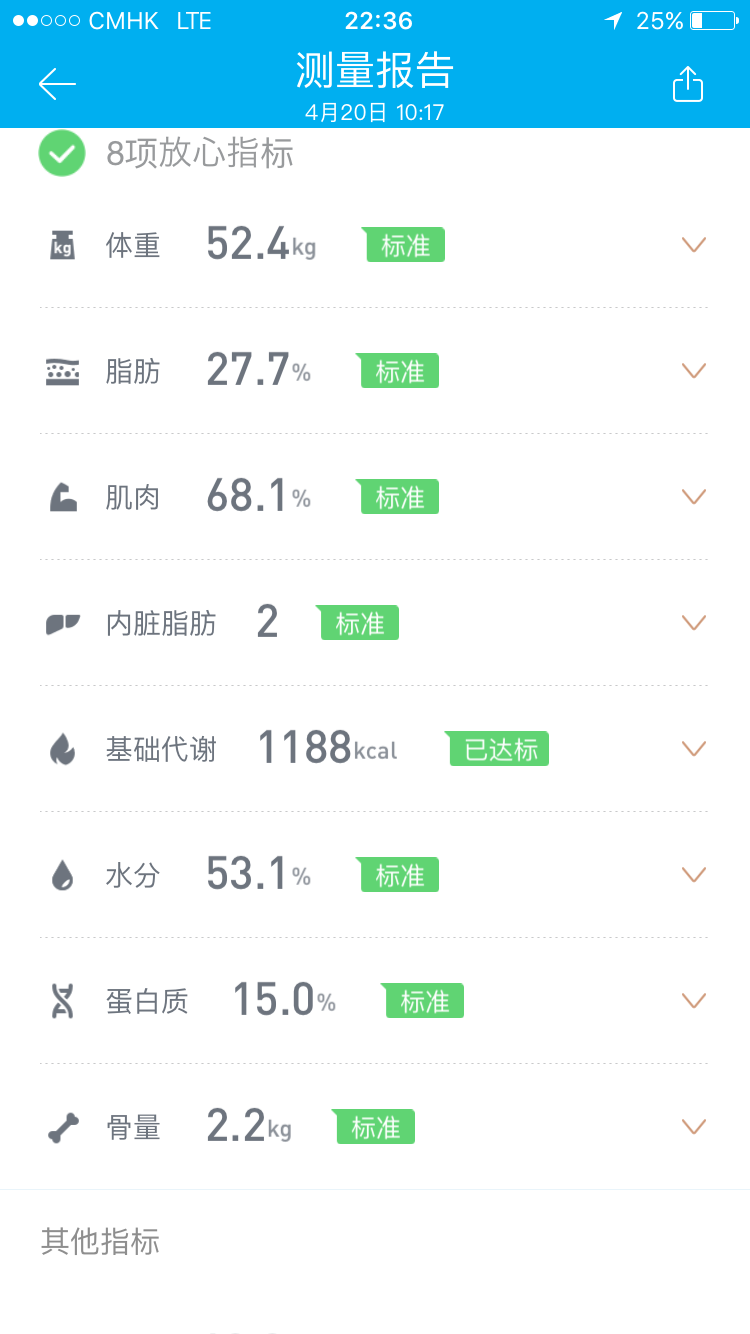 CMHK LTE 22:36 25%
测量报告
4月20日 10:17
8项放心指标
kg 体重 52.4kg 标准
脂肪 27.7% 标准
肌肉 68.1% 标准
内脏脂肪 2 标准
基础代谢 1188kcal 已达标
水分 53.1% 标准
蛋白质 15.0% 标准
骨量 2.2kg 标准
其他指标